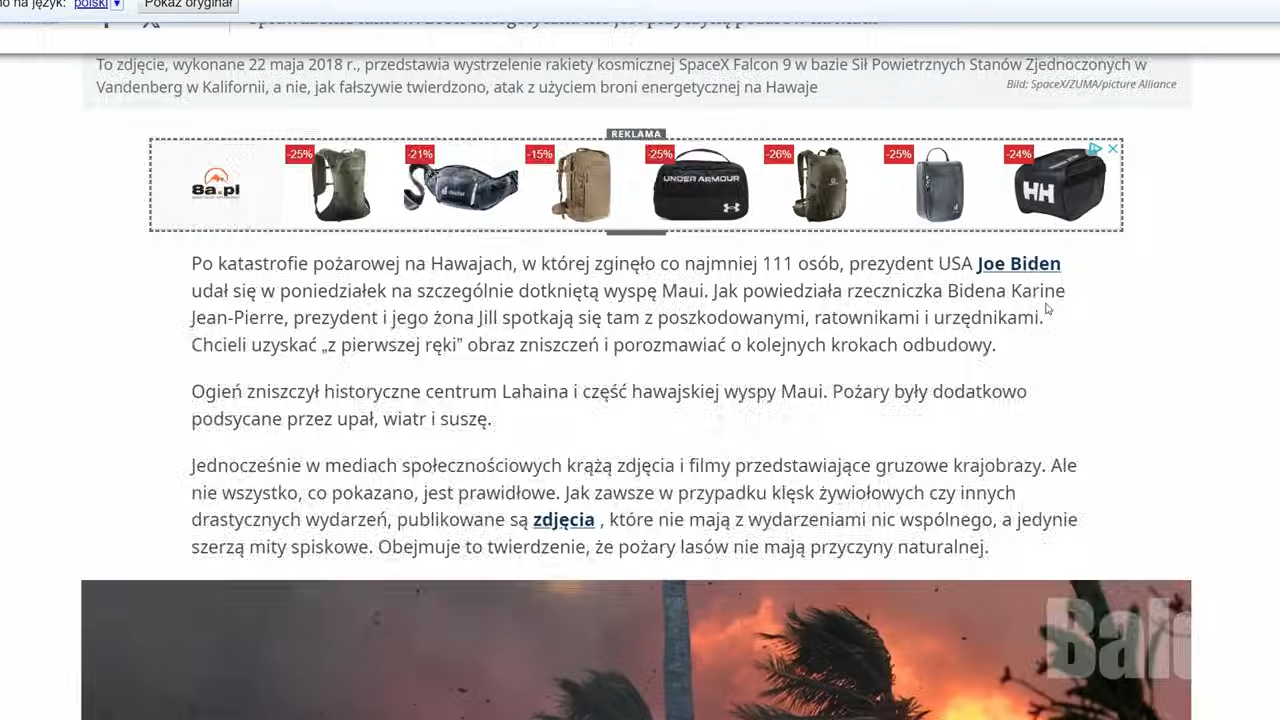 no na język: polski Pokaż oryginał
To zdjęcie, wykonane 22 maja 2018 r., przedstawia wystrzelenie rakiety kosmicznej SpaceX Falcon 9 w bazie Sił Powietrznych Stanów Zjednoczonych w
Vandenberg w Kalifornii, a nie, jak fałszywie twierdzono, atak z użyciem broni energetycznej na Hawaje
Bild: SpaceX/ZUMA/picture Alliance
REKLAMA
-25% -21% -15% -25% -26% -25% -24%
8a.pl
deuter
UNDER ARMOUR
HH
Po katastrofie pożarowej na Hawajach, w której zginęło co najmniej 111 osób, prezydent USA Joe Biden
udał się w poniedziałek na szczególnie dotkniętą wyspę Maui. Jak powiedziała rzeczniczka Bidena Karine
Jean-Pierre, prezydent i jego żona Jill spotkają się tam z poszkodowanymi, ratownikami i urzędnikami.
Chcieli uzyskać „z pierwszej ręki” obraz zniszczeń i porozmawiać o kolejnych krokach odbudowy.
Ogień zniszczył historyczne centrum Lahaina i część hawajskiej wyspy Maui. Pożary były dodatkowo
podsycane przez upał, wiatr i suszę.
Jednocześnie w mediach społecznościowych krążą zdjęcia i filmy przedstawiające gruzowe krajobrazy. Ale
nie wszystko, co pokazano, jest prawidłowe. Jak zawsze w przypadku klęsk żywiołowych czy innych
drastycznych wydarzeń, publikowane są zdjęcia , które nie mają z wydarzeniami nic wspólnego, a jedynie
szerzą mity spiskowe. Obejmuje to twierdzenie, że pożary lasów nie mają przyczyny naturalnej.